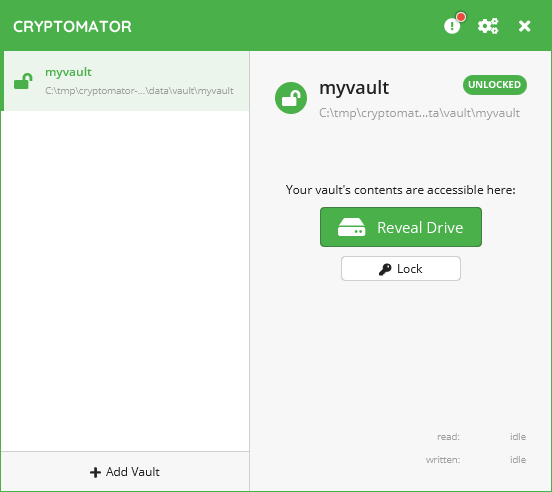 CRYPTOMATOR
myvault
C:\tmp\cryptomator-...\data\vault\myvault
Add Vault
myvault
UNLOCKED
C:\tmp\cryptomat...ta\vault\myvault
Your vault's contents are accessible here:
Reveal Drive
Lock
read: idle
written: idle